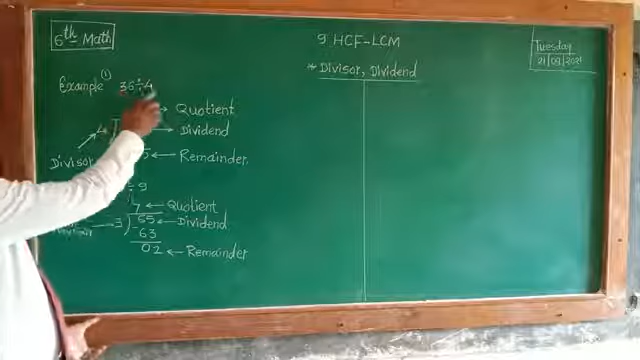 6th Math
9 HCF-LCM
Tuesday
21/09/2021
* Divisor, Dividend
Example (1) 36÷4
→ Quotient
4 → Dividend
Divisor ← Remainder
÷ 9
7 ← Quotient
65 ← Dividend
- 63
02 ← Remainder